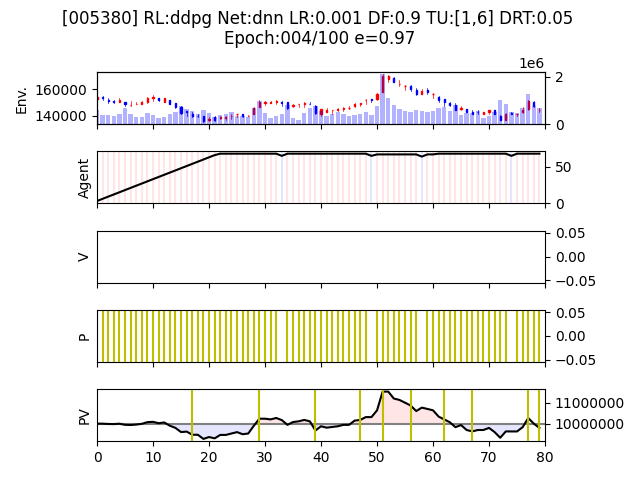 [005380] RL:ddpg Net:dnn LR:0.001 DF:0.9 TU:[1,6] DRT:0.05
Epoch:004/100 e=0.97
1e6
Env.
160000
140000
2
0
Agent
50
0
V
0.05
0.00
−0.05
P
0.05
0.00
−0.05
PV
11000000
10000000
0 10 20 30 40 50 60 70 80